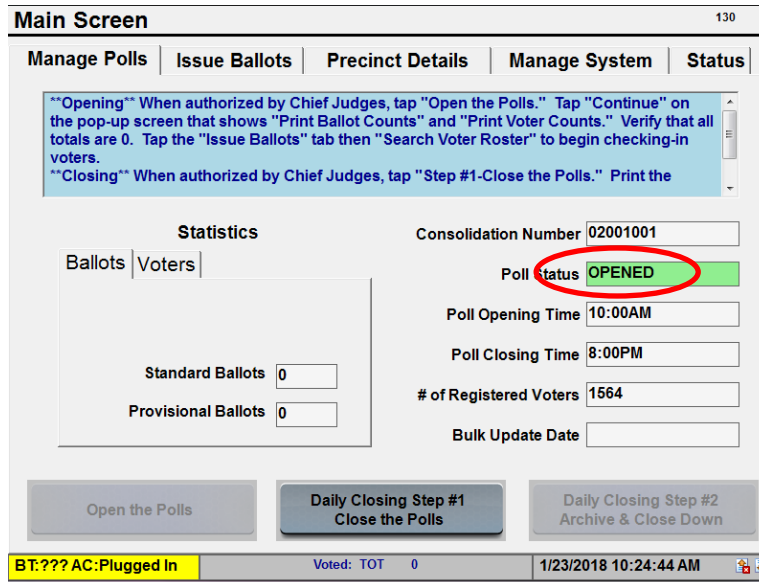 Main Screen
130
Manage Polls
Issue Ballots
Precinct Details
Manage System
Status
**Opening** When authorized by Chief Judges, tap "Open the Polls."  Tap "Continue" on
the pop-up screen that shows "Print Ballot Counts" and "Print Voter Counts."  Verify that all
totals are 0.  Tap the "Issue Ballots" tab then "Search Voter Roster" to begin checking-in
voters.
**Closing** When authorized by Chief Judges, tap "Step #1-Close the Polls."  Print the
Statistics
Ballots
Voters
Standard Ballots 0
Provisional Ballots 0
Consolidation Number 02001001
Poll Status OPENED
Poll Opening Time 10:00AM
Poll Closing Time 8:00PM
# of Registered Voters 1564
Bulk Update Date
Open the Polls
Daily Closing Step #1
Close the Polls
Daily Closing Step #2
Archive & Close Down
BT:??? AC:Plugged In
Voted: TOT 0
1/23/2018 10:24:44 AM